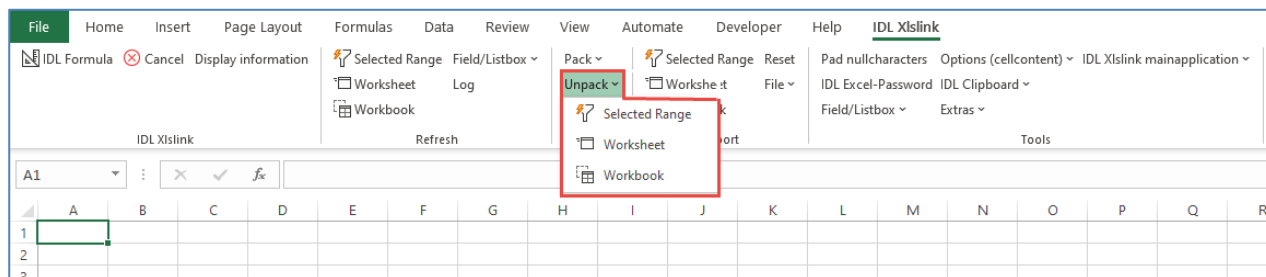 File Home Insert Page Layout Formulas Data Review View Automate Developer Help IDL Xlslink
IDL Formula Cancel Display information Selected Range Field/Listbox Pack Selected Range Reset Pad nullcharacters Options (cellcontent) IDL Xlslink mainapplication
Worksheet Log Unpack Workshe t File IDL Excel-Password IDL Clipboard
Workbook Selected Range k Field/Listbox Extras
IDL Xlslink Refresh Worksheet ort Tools
A1 fx Workbook
A B C D E F G H I J K L M N O P Q R
1
2
3